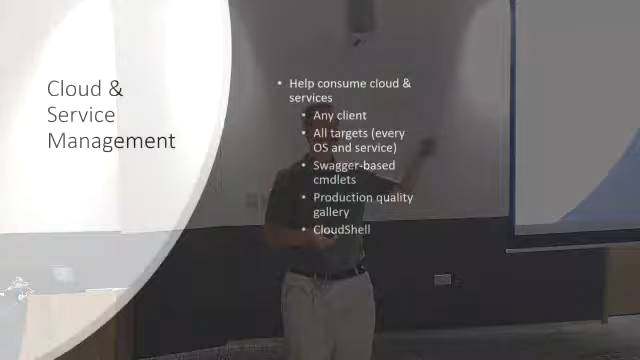 Cloud &
Service
Management
• Help consume cloud &
services
• Any client
• All targets (every
OS and service)
• Swagger-based
cmdlets
• Production quality
gallery
• CloudShell